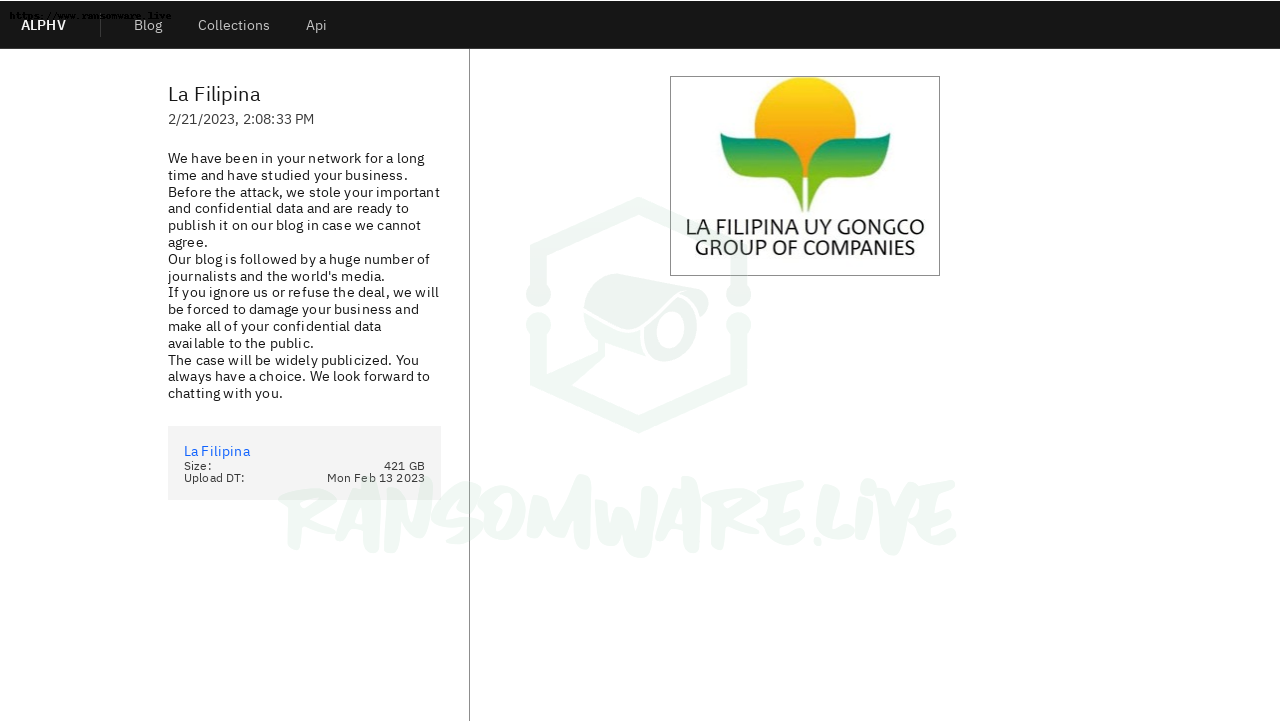 https://www.ransomware.live
ALPHV
Blog
Collections
Api
La Filipina
2/21/2023, 2:08:33 PM
We have been in your network for a long
time and have studied your business.
Before the attack, we stole your important
and confidential data and are ready to
publish it on our blog in case we cannot
agree.
Our blog is followed by a huge number of
journalists and the world's media.
If you ignore us or refuse the deal, we will
be forced to damage your business and
make all of your confidential data
available to the public.
The case will be widely publicized. You
always have a choice. We look forward to
chatting with you.
La Filipina
Size: 421 GB
Upload DT: Mon Feb 13 2023
LA FILIPINA UY GONGCO
GROUP OF COMPANIES
RANSOMWARE.LIVE